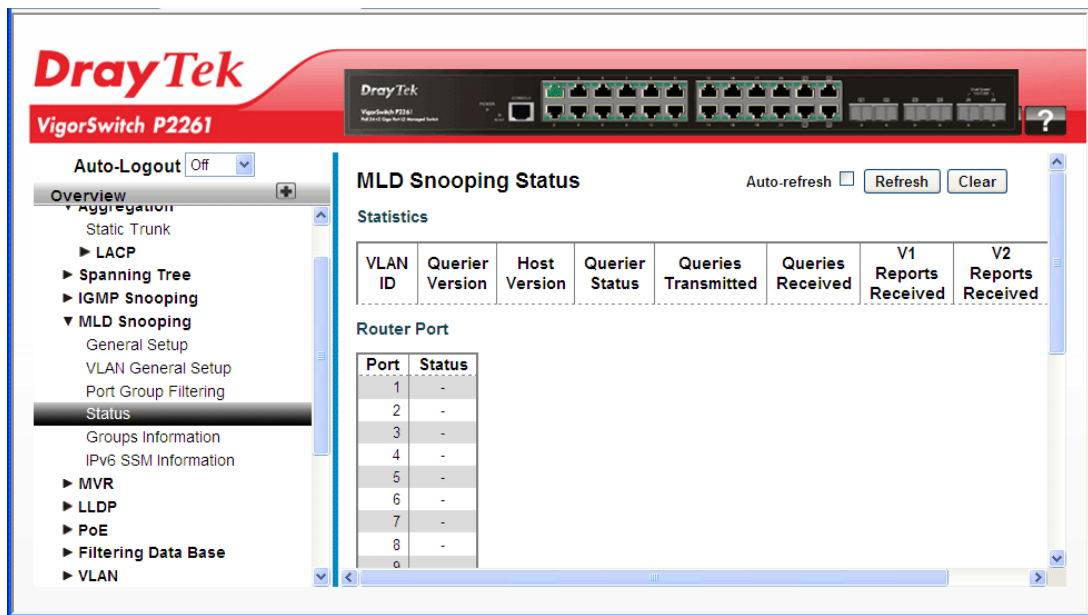 DrayTek
VigorSwitch P2261
DrayTek
VigorSwitch P2261
?
Auto-Logout Off
Overview
Aggregation
Static Trunk
LACP
Spanning Tree
IGMP Snooping
MLD Snooping
General Setup
VLAN General Setup
Port Group Filtering
Status
Groups Information
IPv6 SSM Information
MVR
LLDP
PoE
Filtering Data Base
VLAN
MLD Snooping Status
Auto-refresh Refresh Clear
Statistics
VLAN ID Querier Version Host Version Querier Status Queries Transmitted Queries Received V1 Reports Received V2 Reports Received
Router Port
Port Status
1 -
2 -
3 -
4 -
5 -
6 -
7 -
8 -
9